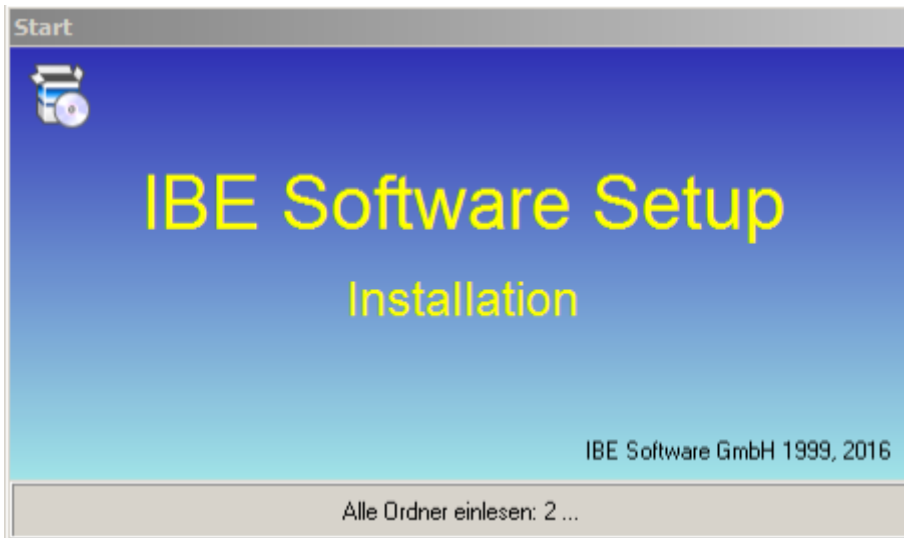 Start
IBE Software Setup
Installation
IBE Software GmbH 1999, 2016
Alle Ordner einlesen: 2 ...